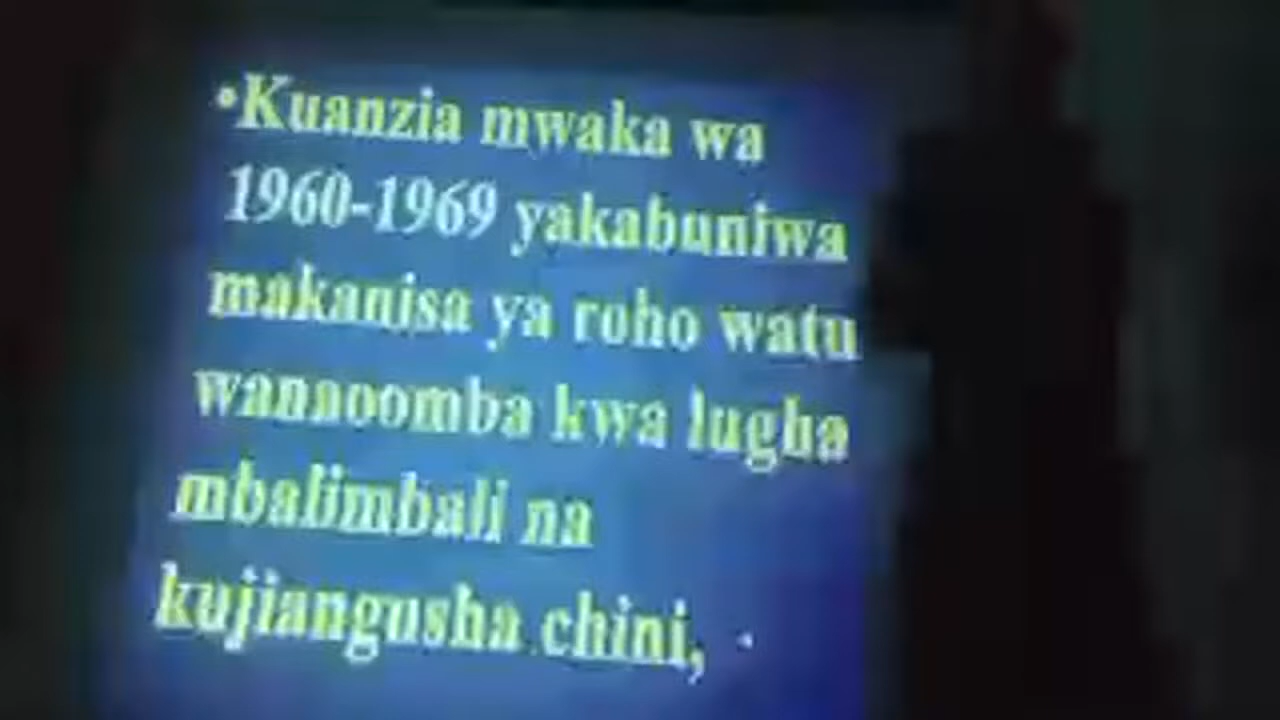 •Kuanzia mwaka wa
1960-1969 yakabuniwa
makanisa ya roho watu
wanaoomba kwa lugha
mbalimbali na
kujiangusha chini,